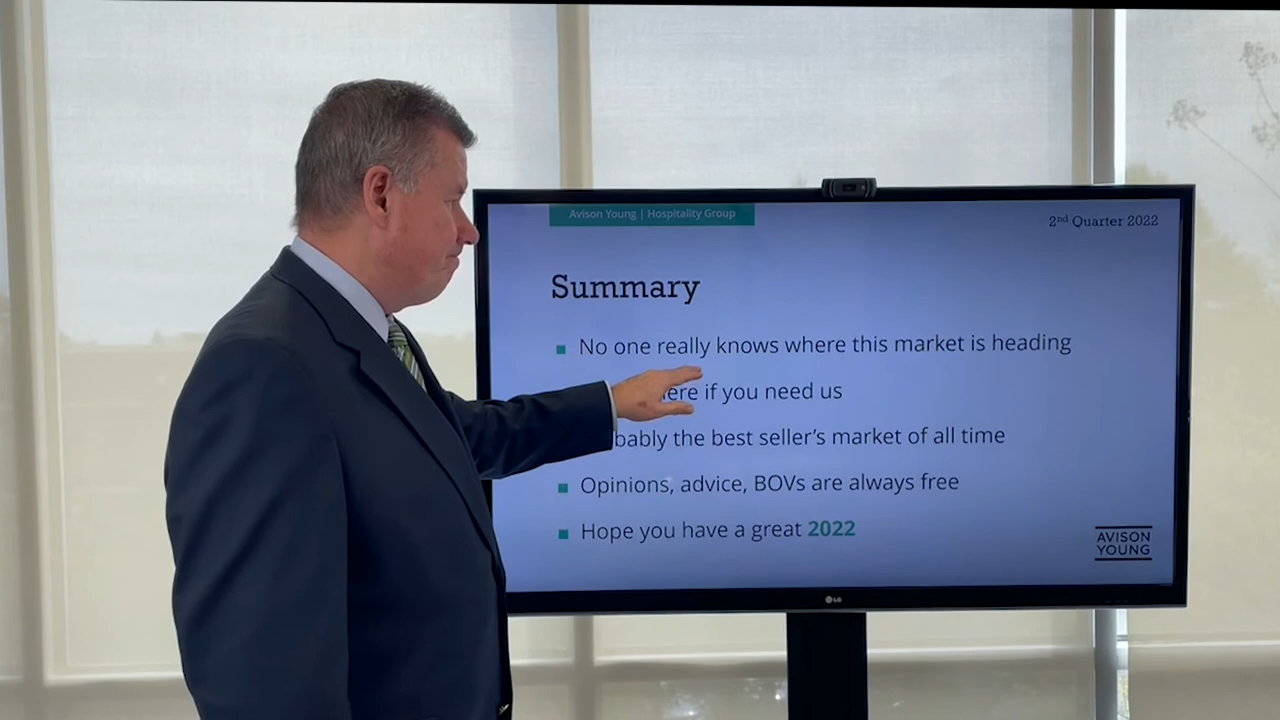 Avison Young | Hospitality Group
2nd Quarter 2022
Summary
No one really knows where this market is heading
if you need us
the best seller's market of all time
Opinions, advice, BOVs are always free
Hope you have a great 2022
AVISON
YOUNG
LG